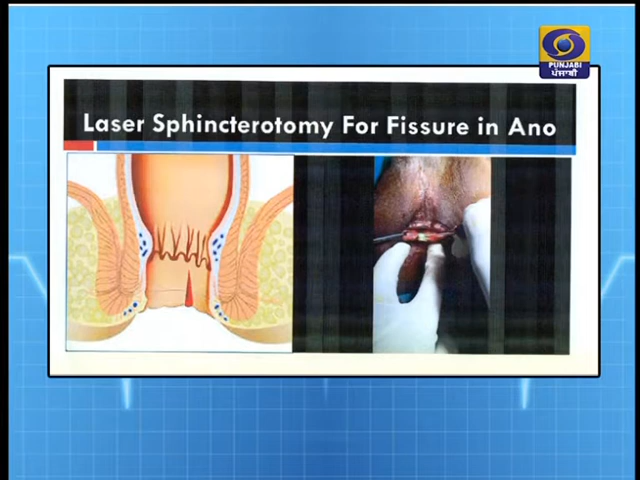 PUNJABI
ਪੰਜਾਬੀ
Laser Sphincterotomy For Fissure in Ano